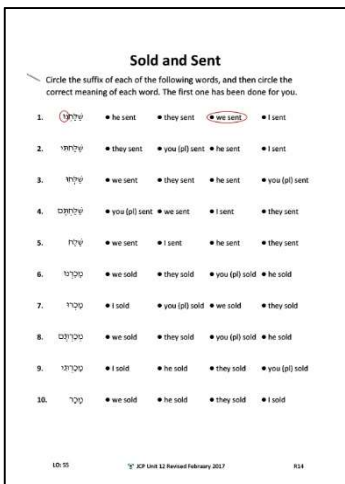 Sold and Sent
Circle the suffix of each of the following words, and then circle the
correct meaning of each word. The first one has been done for you.
1. שָׁלַחְנוּ • he sent • they sent • we sent • I sent
2. שָׁלַחְתִּי • they sent • you (pl) sent • he sent • I sent
3. שָׁלְחוּ • we sent • they sent • he sent • you (pl) sent
4. שְׁלַחְתֶּם • you (pl) sent • we sent • I sent • they sent
5. שָׁלַח • we sent • I sent • he sent • they sent
6. מָכַרְנוּ • we sold • they sold • you (pl) sold • he sold
7. מָכְרוּ • I sold • you (pl) sold • we sold • they sold
8. מְכַרְתֶּם • we sold • they sold • you (pl) sold • he sold
9. מָכַרְתִּי • I sold • he sold • they sold • you (pl) sold
10. מָכַר • we sold • he sold • they sold • I sold
LO: 55 JCP Unit 12 Revised February 2017 R14